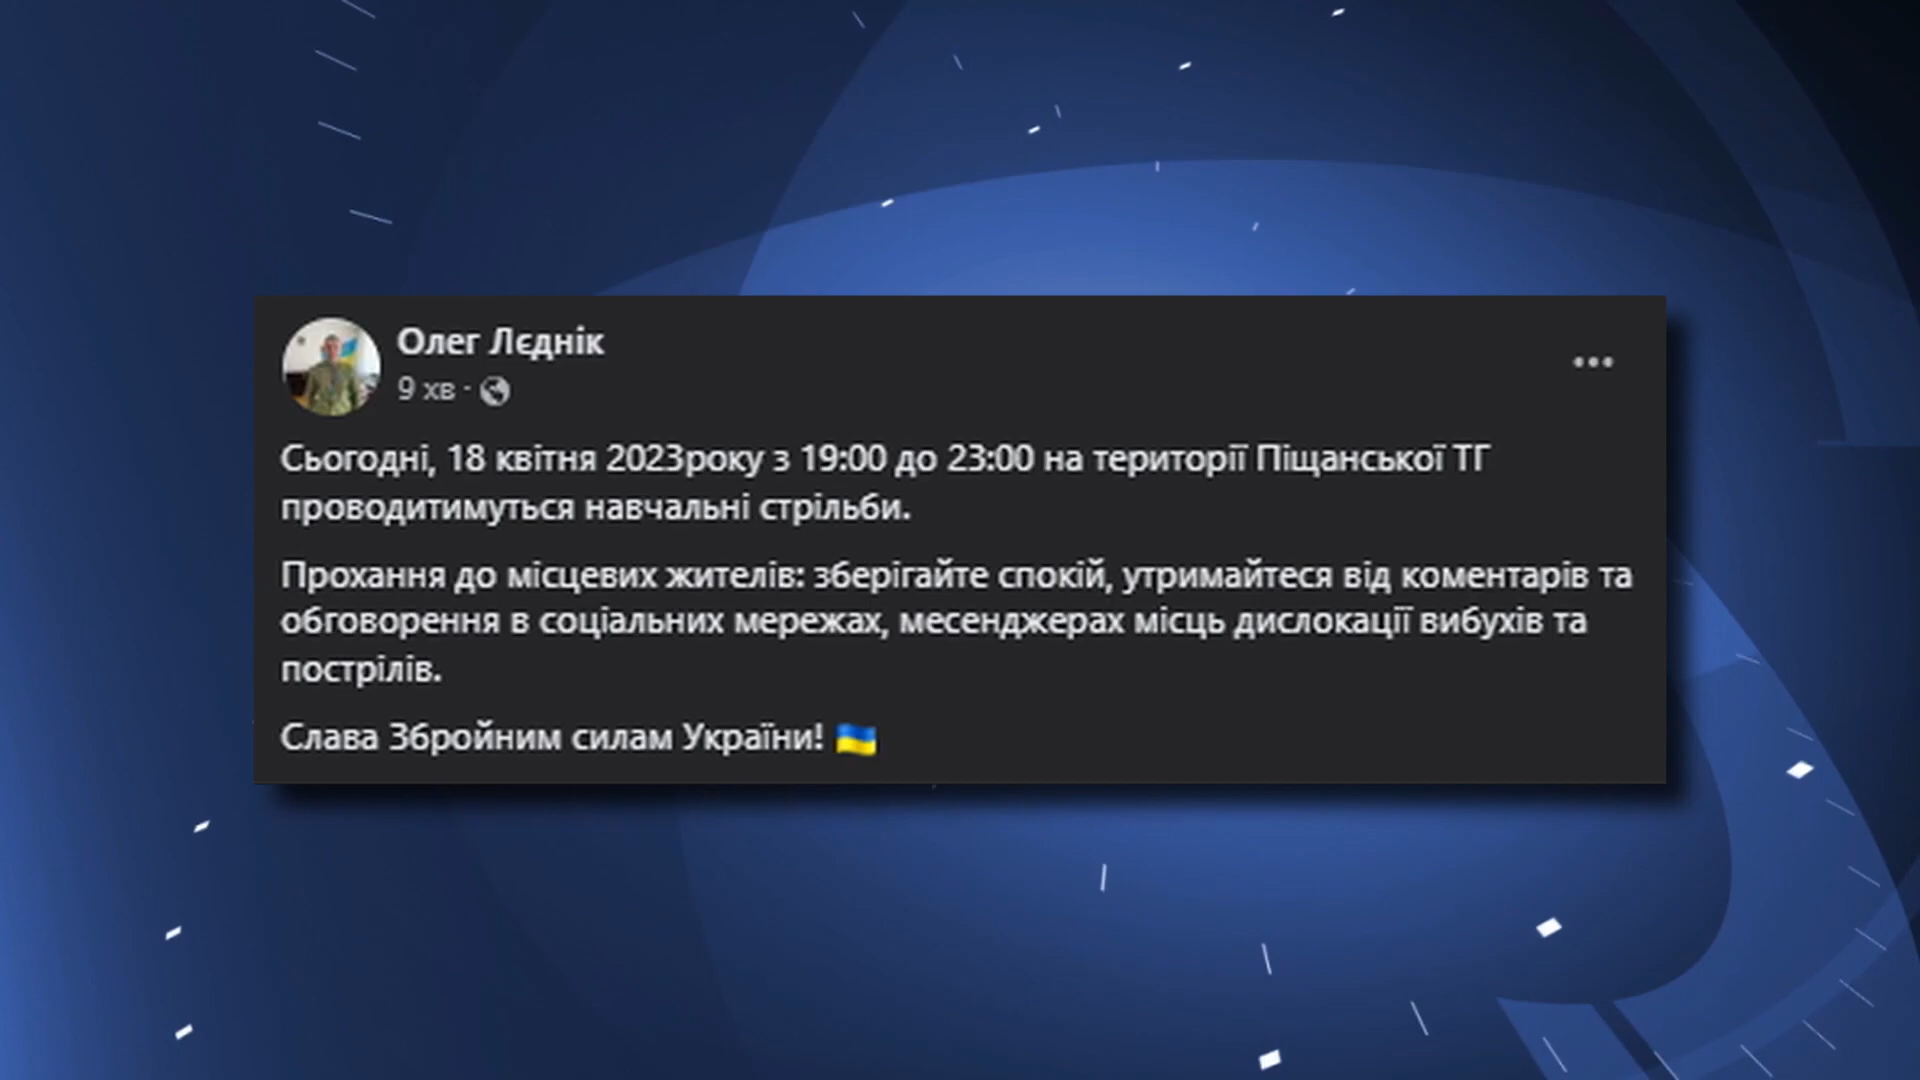 Олег Лєднік
9 хв ·
Сьогодні, 18 квітня 2023року з 19:00 до 23:00 на території Піщанської ТГ
проводитимуться навчальні стрільби.
Прохання до місцевих жителів: зберігайте спокій, утримайтеся від коментарів та
обговорення в соціальних мережах, месенджерах місць дислокації вибухів та
пострілів.
Слава Збройним силам України! 🇺🇦